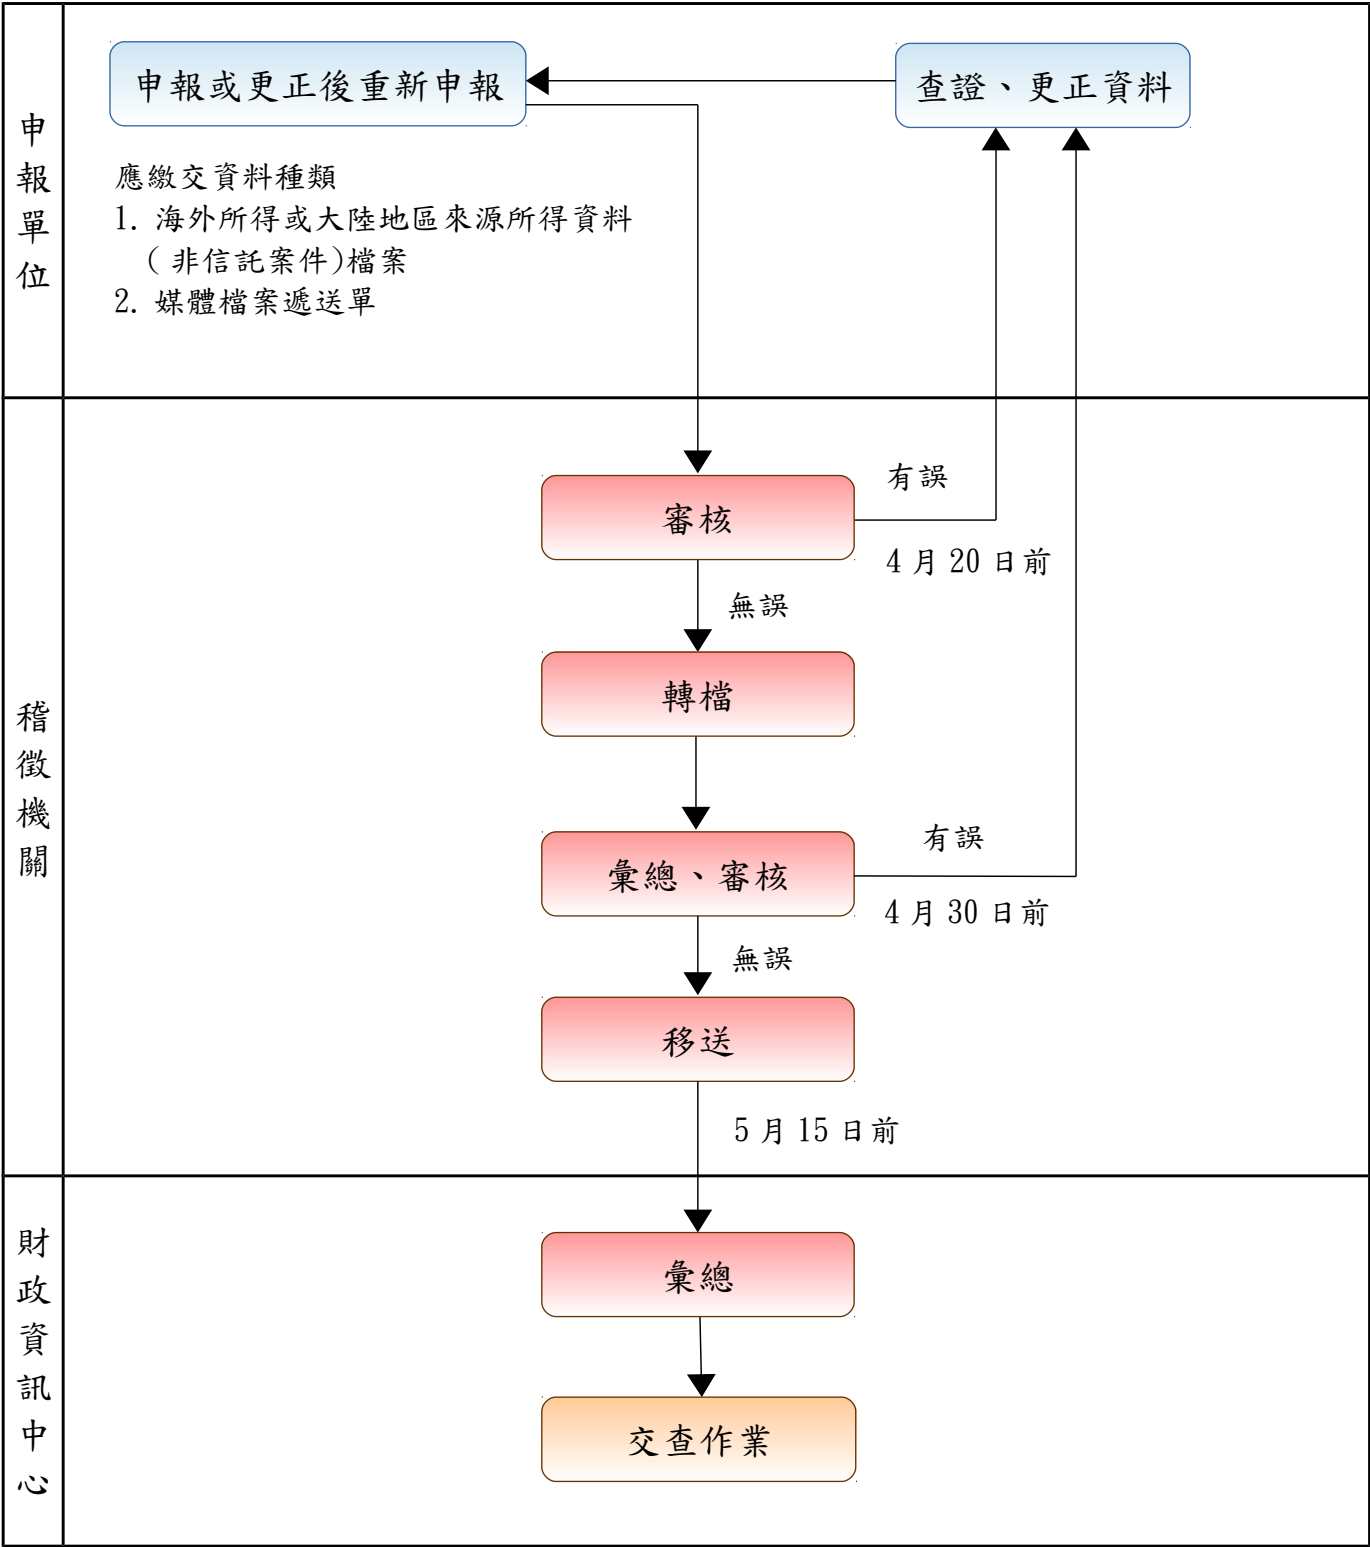 申報單位
申報或更正後重新申報
查證、更正資料
應繳交資料種類
1. 海外所得或大陸地區來源所得資料
( 非信託案件)檔案
2. 媒體檔案遞送單
稽徵機關
審核
有誤
4 月 20 日前
無誤
轉檔
彙總、審核
有誤
4 月 30 日前
無誤
移送
5 月 15 日前
財政資訊中心
彙總
交查作業